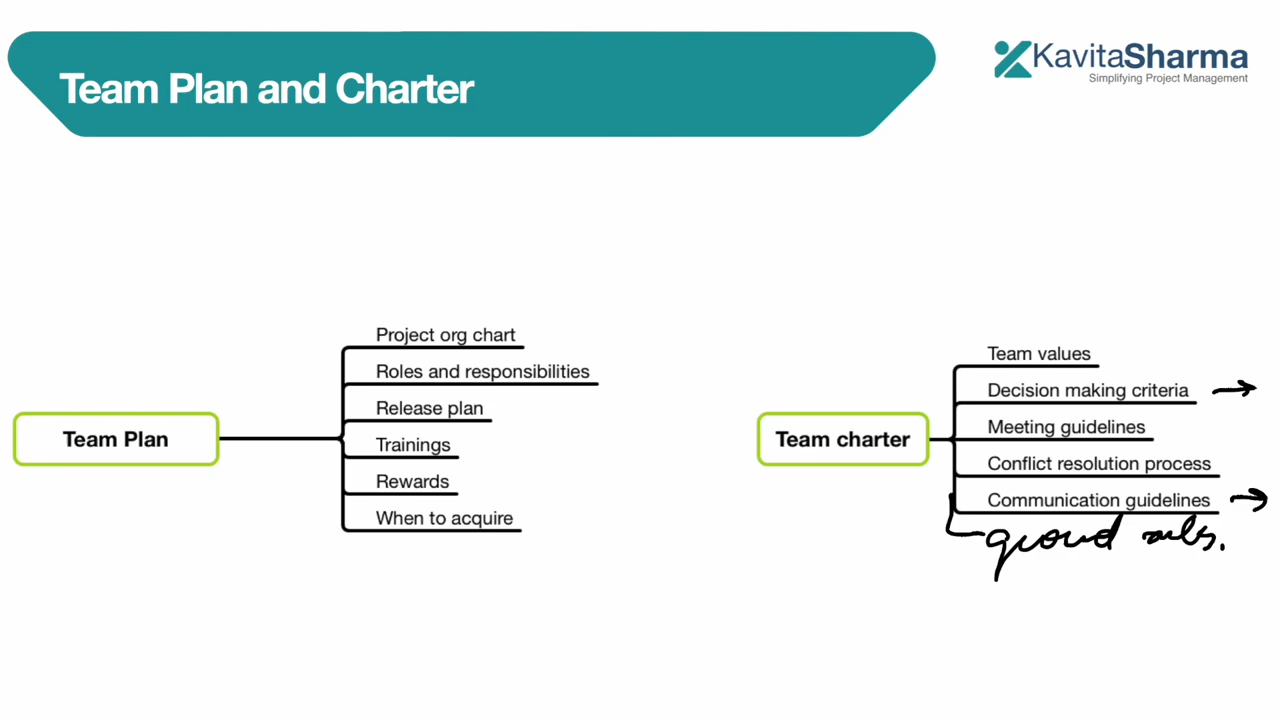 Team Plan and Charter
KavitaSharma
Simplifying Project Management
Team Plan
Project org chart
Roles and responsibilities
Release plan
Trainings
Rewards
When to acquire
Team charter
Team values
Decision making criteria
Meeting guidelines
Conflict resolution process
Communication guidelines
ground rules.